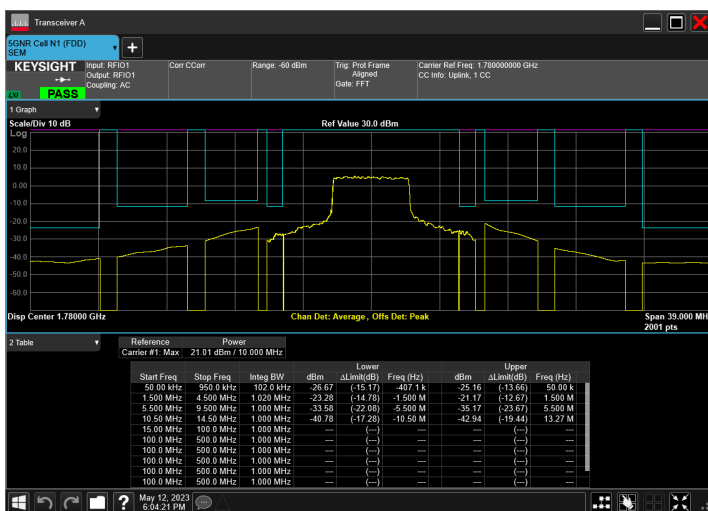 Transceiver A
5GNR Cell N1 (FDD)
SEM
KEYSIGHT
LXI
PASS
Input: RFIO1
Output: RFIO1
Coupling: AC
Corr CCorr
Range: -60 dBm
Trig: Prot Frame
Aligned
Gate: FFT
Carrier Ref Freq: 1.780000000 GHz
CC Info: Uplink, 1 CC
1 Graph
Scale/Div 10 dB
Ref Value 30.0 dBm
Log
20.0
10.0
0.00
-10.0
-20.0
-30.0
-40.0
-50.0
-60.0
Disp Center 1.78000 GHz
Chan Det: Average, Offs Det: Peak
Span 39.000 MH
2001 pts
2 Table
Reference Power
Carrier #1: Max 21.01 dBm / 10.000 MHz
Lower Upper
Start Freq Stop Freq Integ BW dBm ΔLimit(dB) Freq (Hz) dBm ΔLimit(dB) Freq (Hz)
50.00 kHz 950.0 kHz 102.0 kHz -26.67 (-15.17) -407.1 k -25.16 (-13.66) 50.00 k
1.500 MHz 4.500 MHz 1.020 MHz -23.28 (-14.78) -1.500 M -21.17 (-12.67) 1.500 M
5.500 MHz 9.500 MHz 1.000 MHz -33.58 (-22.08) -5.500 M -35.17 (-23.67) 5.500 M
10.50 MHz 14.50 MHz 1.000 MHz -40.78 (-17.28) -10.50 M -42.94 (-19.44) 13.27 M
15.00 MHz 100.0 MHz 1.000 MHz --- (---) --- --- (---) ---
100.0 MHz 500.0 MHz 1.000 MHz --- (---) --- --- (---) ---
100.0 MHz 500.0 MHz 1.000 MHz --- (---) --- --- (---) ---
100.0 MHz 500.0 MHz 1.000 MHz --- (---) --- --- (---) ---
100.0 MHz 500.0 MHz 1.000 MHz --- (---) --- --- (---) ---
100.0 MHz 500.0 MHz 1.000 MHz --- (---) --- --- (---) ---
May 12, 2023
6:04:21 PM